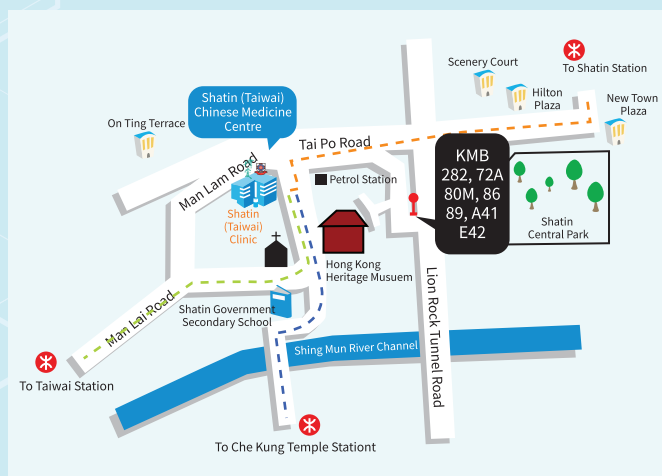 Scenery Court
To Shatin Station
Hilton
Plaza
New Town
Plaza
Shatin (Taiwai)
Chinese Medicine
Centre
On Ting Terrace
Tai Po Road
Man Lam Road
KMB
282, 72A
80M, 86
89, A41
E42
Petrol Station
Shatin
(Taiwai)
Clinic
Shatin
Central Park
Hong Kong
Heritage Musuem
Lion Rock Tunnel Road
Man Lai Road
Shatin Government
Secondary School
Shing Mun River Channel
To Taiwai Station
To Che Kung Temple Stationt